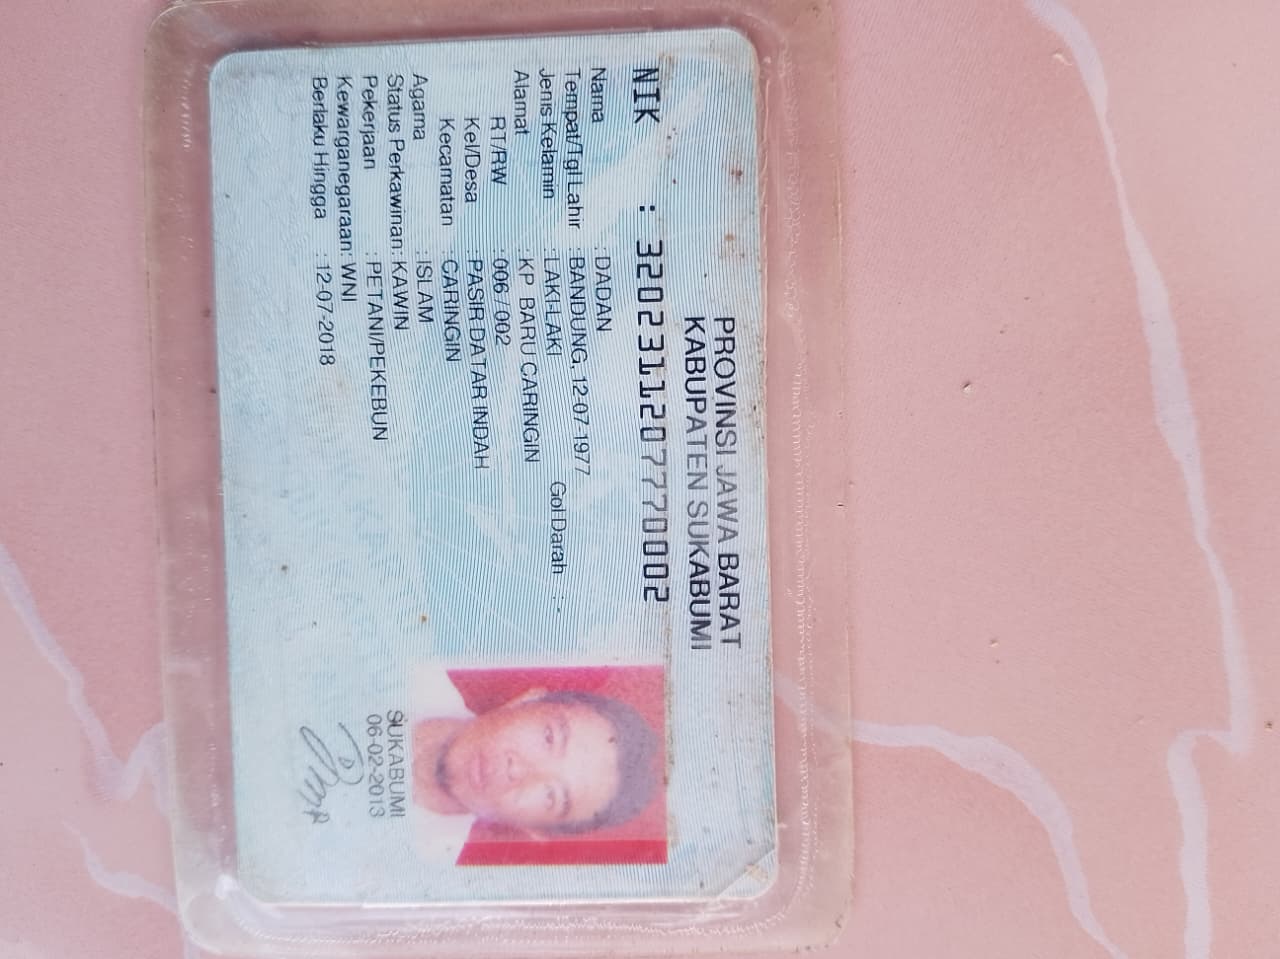 PROVINSI JAWA BARAT
KABUPATEN SUKABUMI
NIK : 3202311207770002
Nama : DADAN
Tempat/Tgl Lahir : BANDUNG, 12-07-1977
Jenis Kelamin : LAKI-LAKI Gol Darah : -
Alamat : KP BARU CARINGIN
RT/RW : 006 / 002
Kel/Desa : PASIR DATAR INDAH
Kecamatan : CARINGIN
Agama : ISLAM
Status Perkawinan: KAWIN
Pekerjaan : PETANI/PEKEBUN
Kewarganegaraan: WNI
Berlaku Hingga : 12-07-2018
SUKABUMI
06-02-2013